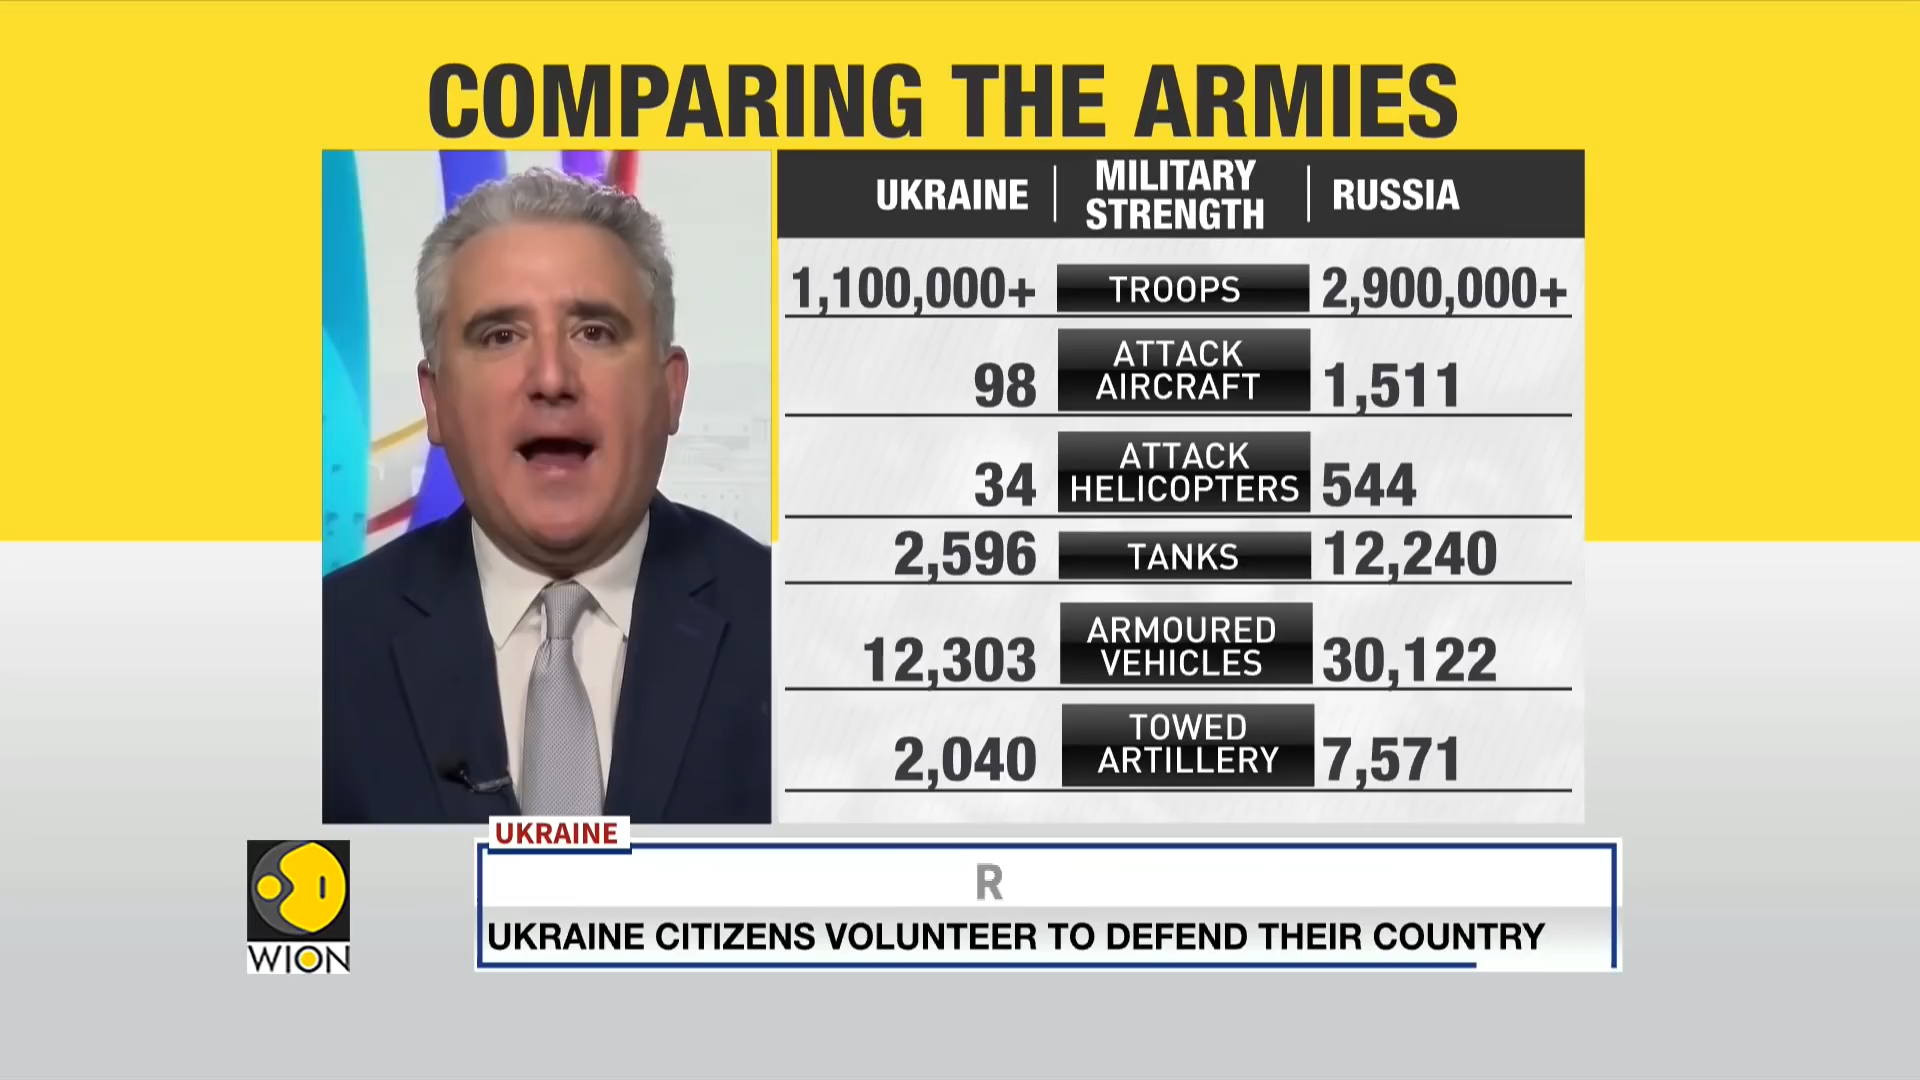 COMPARING THE ARMIES
UKRAINE
MILITARY
STRENGTH
RUSSIA
1,100,000+ TROOPS 2,900,000+
98 ATTACK
AIRCRAFT 1,511
34 ATTACK
HELICOPTERS 544
2,596 TANKS 12,240
12,303 ARMOURED
VEHICLES 30,122
2,040 TOWED
ARTILLERY 7,571
UKRAINE
R
UKRAINE CITIZENS VOLUNTEER TO DEFEND THEIR COUNTRY
WION